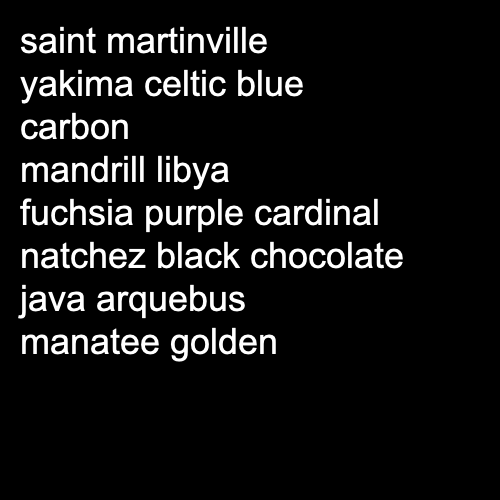 saint martinville
yakima celtic blue
carbon
mandrill libya
fuchsia purple cardinal
natchez black chocolate
java arquebus
manatee golden